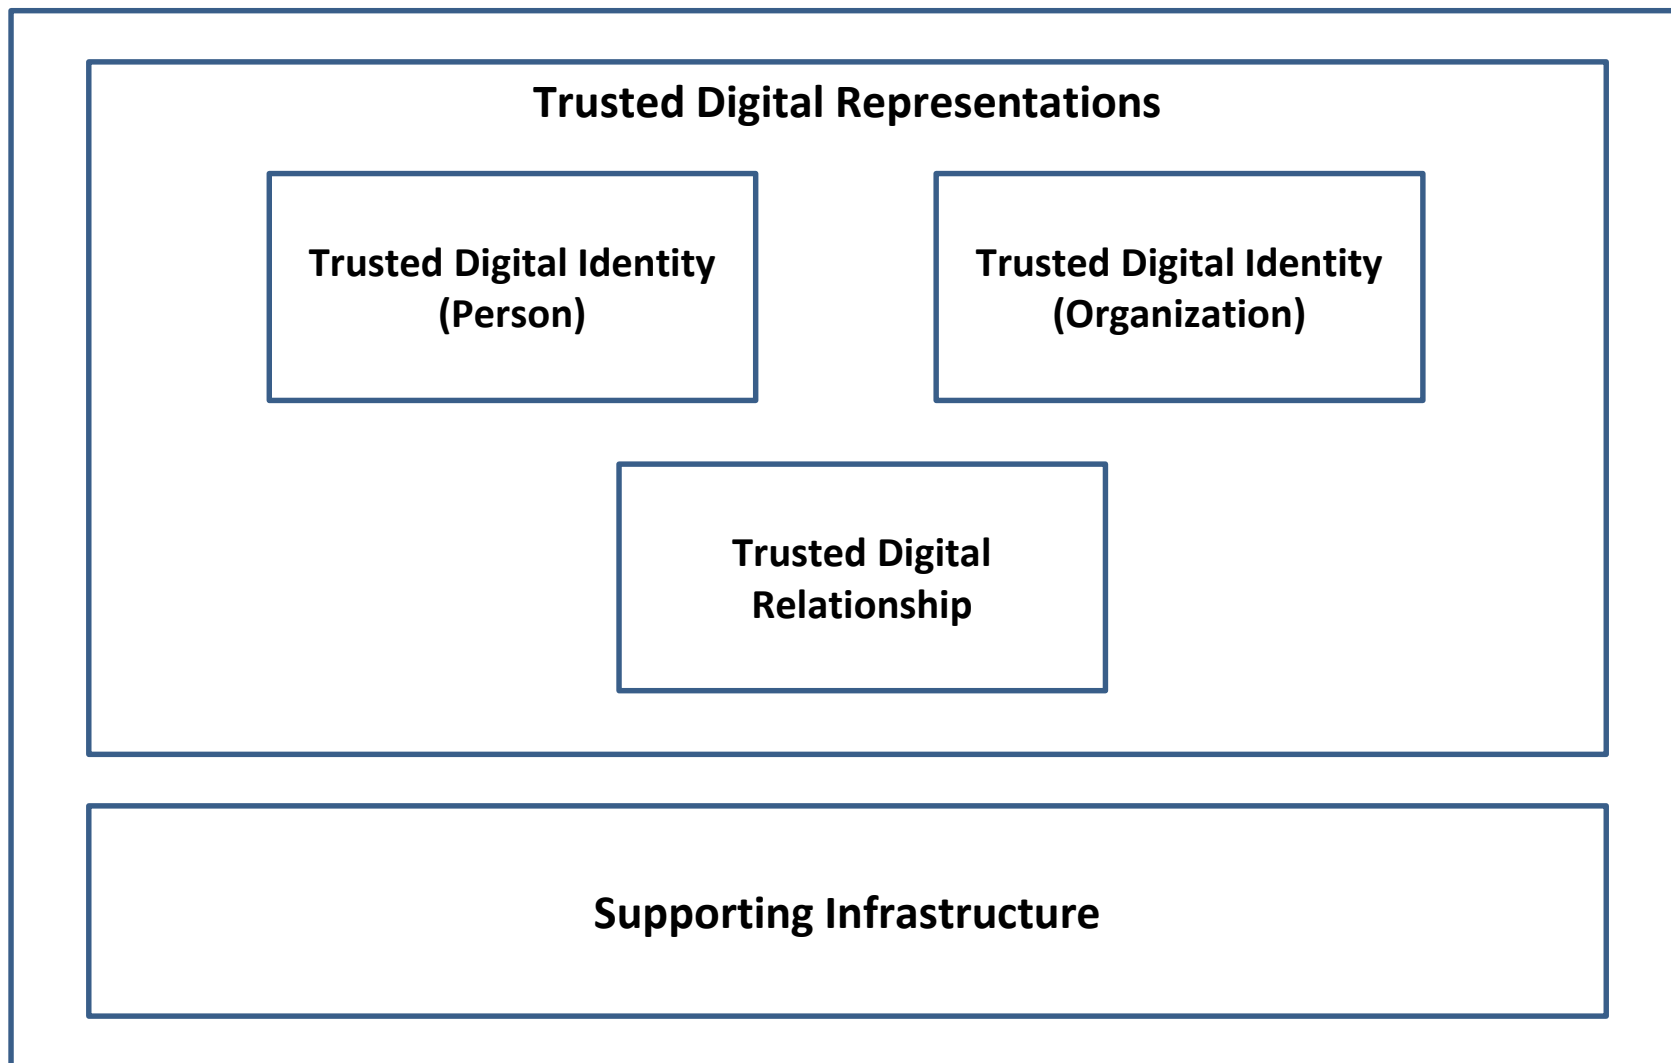 Trusted Digital Representations
Trusted Digital Identity
(Person)
Trusted Digital Identity
(Organization)
Trusted Digital
Relationship
Supporting Infrastructure